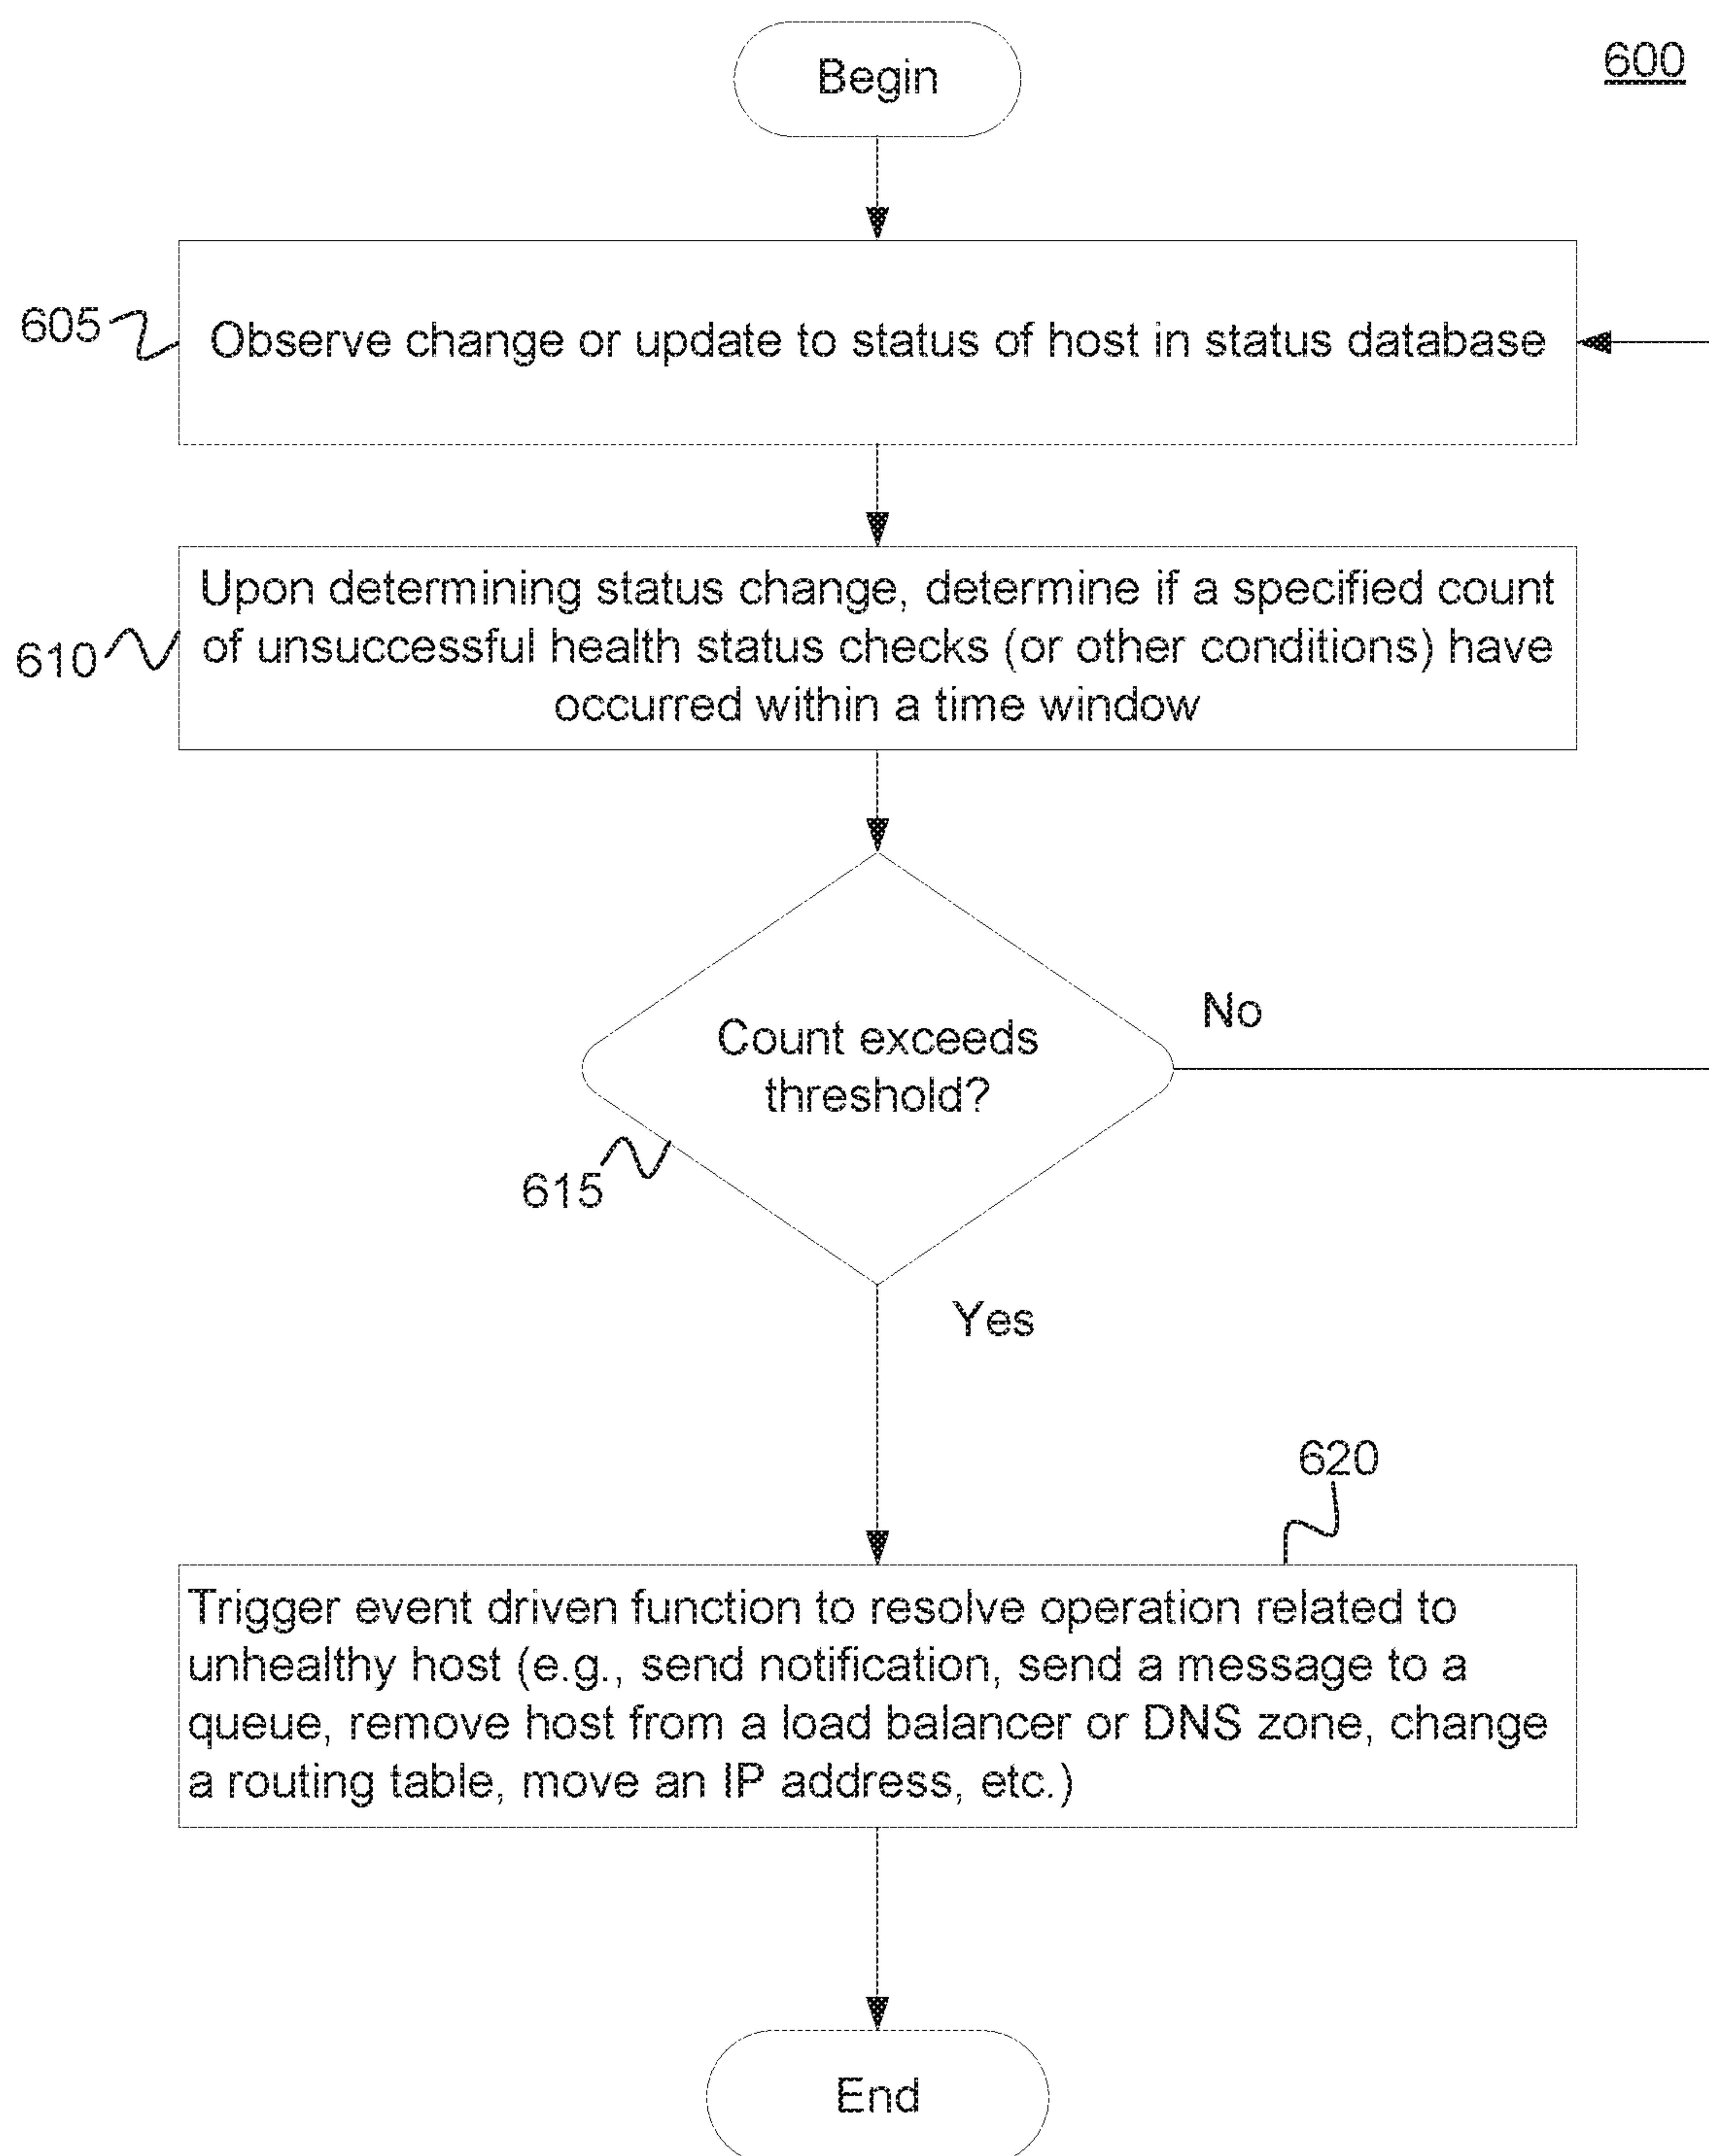 600
Begin
605
Observe change or update to status of host in status database
610
Upon determining status change, determine if a specified count
of unsuccessful health status checks (or other conditions) have
occurred within a time window
Count exceeds
threshold?
No
615
Yes
620
Trigger event driven function to resolve operation related to
unhealthy host (e.g., send notification, send a message to a
queue, remove host from a load balancer or DNS zone, change
a routing table, move an IP address, etc.)
End